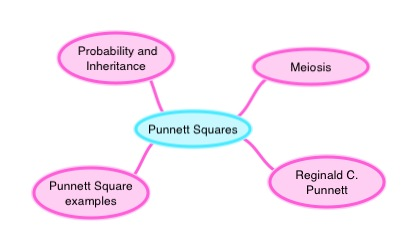 Probability and
Inheritance
Meiosis
Punnett Squares
Punnett Square
examples
Reginald C.
Punnett